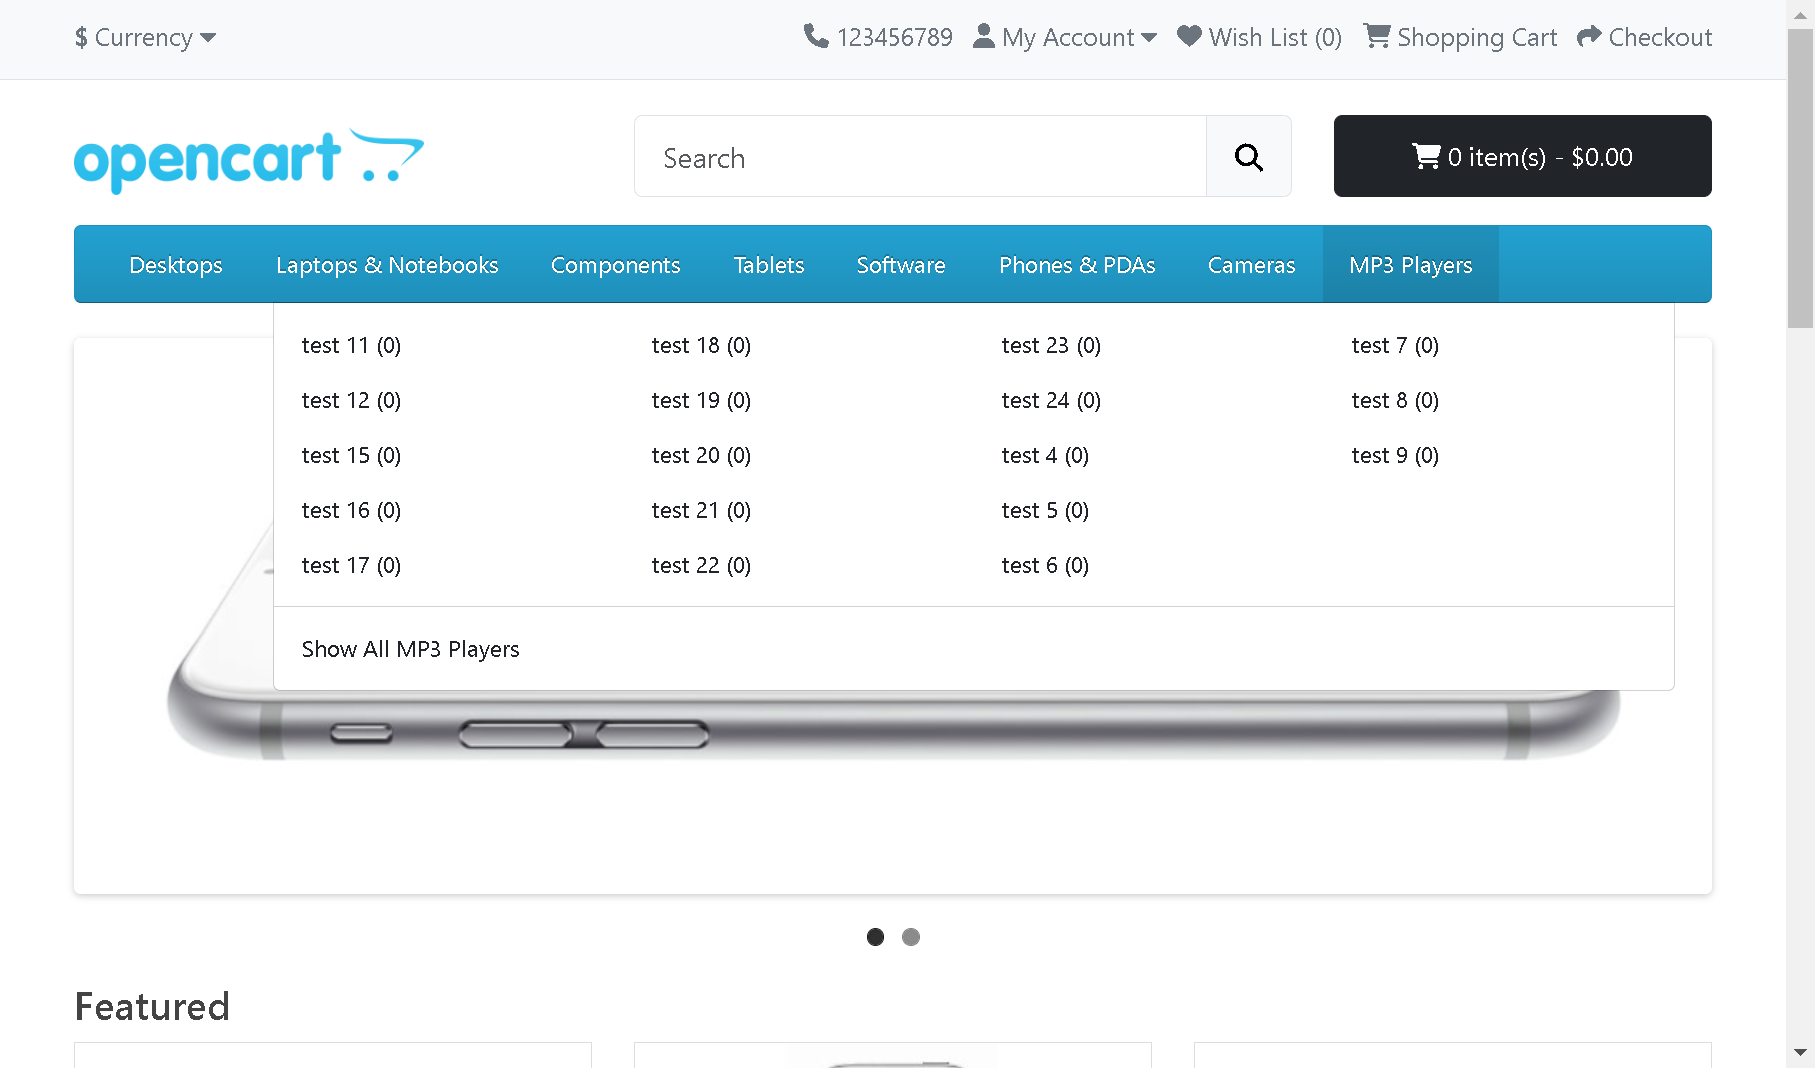 $ Currency
123456789 My Account Wish List (0) Shopping Cart Checkout
opencart
Search
0 item(s) - $0.00
Desktops Laptops & Notebooks Components Tablets Software Phones & PDAs Cameras MP3 Players
test 11 (0) test 18 (0) test 23 (0) test 7 (0)
test 12 (0) test 19 (0) test 24 (0) test 8 (0)
test 15 (0) test 20 (0) test 4 (0) test 9 (0)
test 16 (0) test 21 (0) test 5 (0)
test 17 (0) test 22 (0) test 6 (0)
Show All MP3 Players
Featured